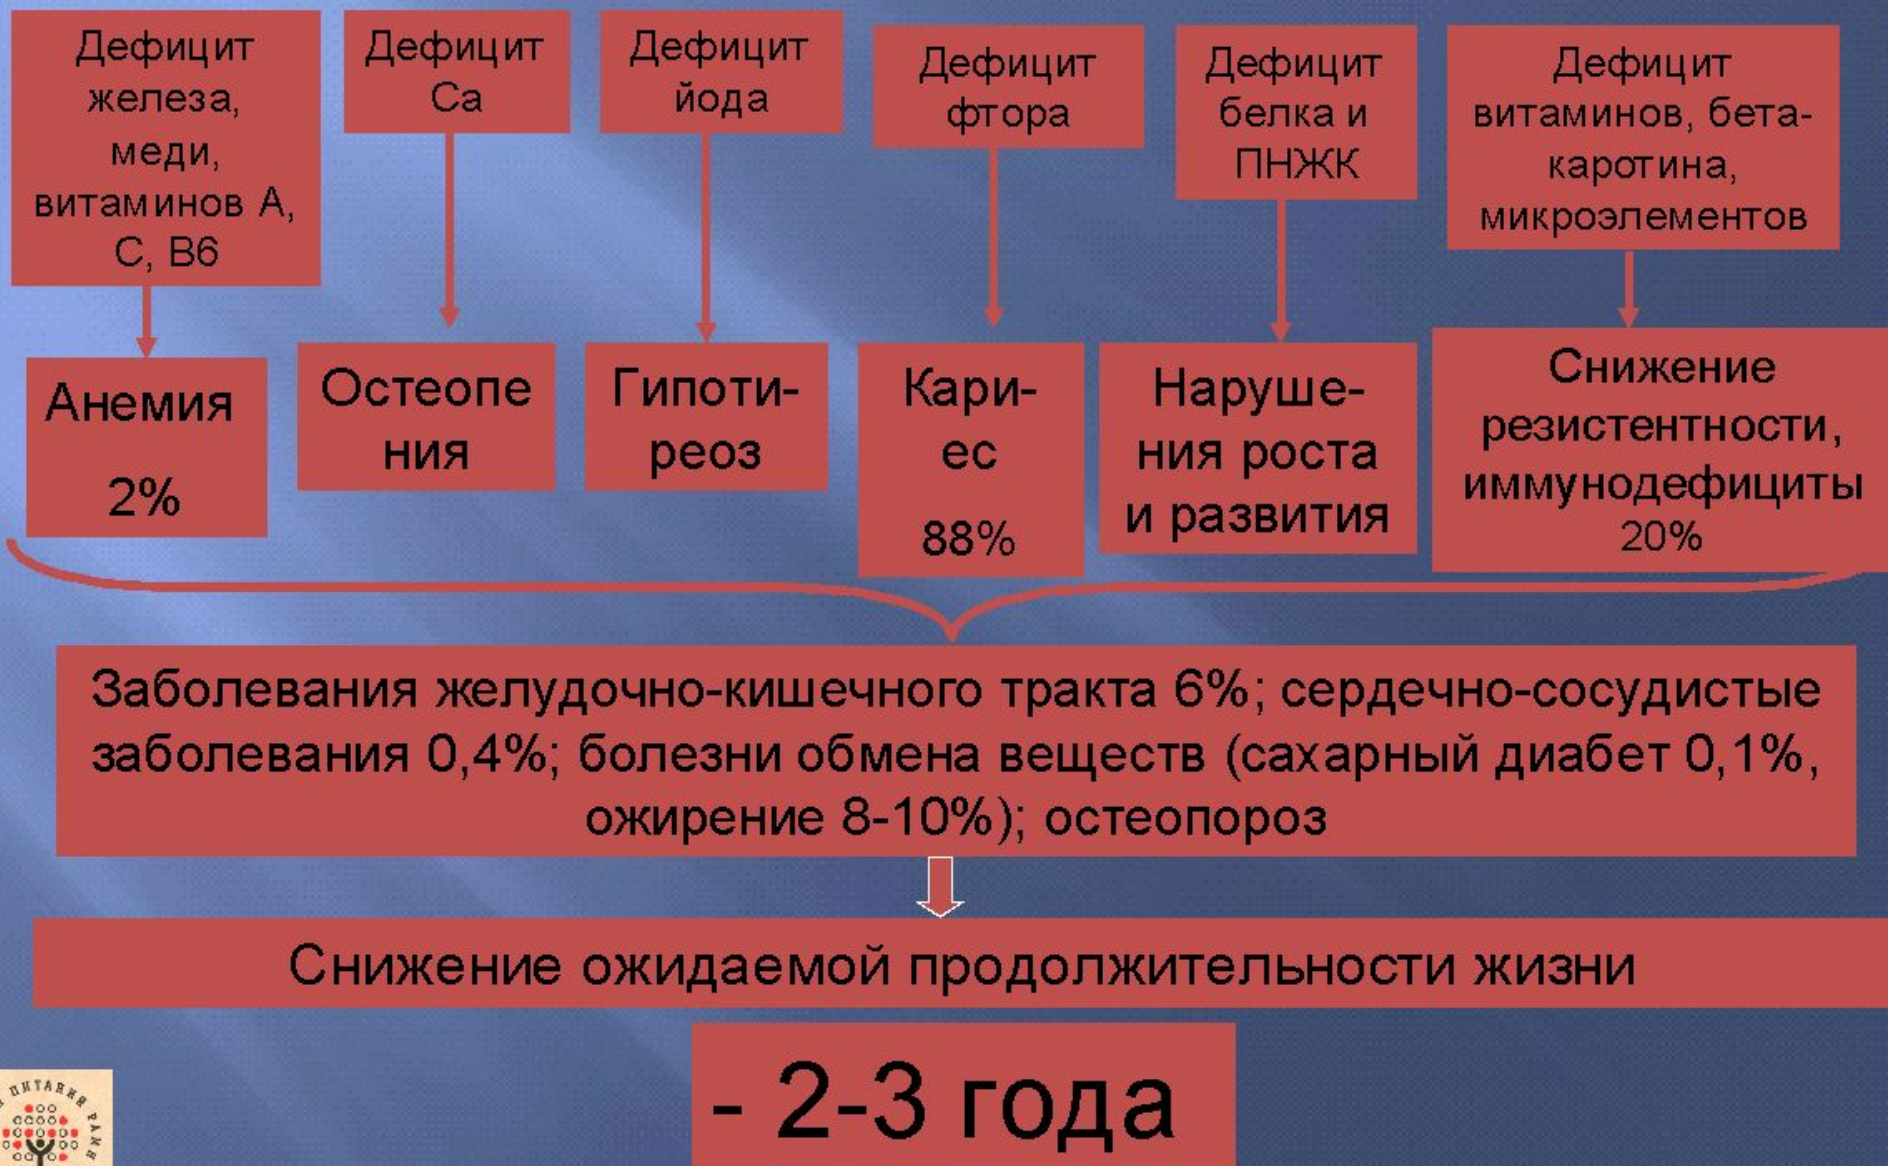 Дефицит
железа,
меди,
витаминов А,
С, В6
Дефицит
Са
Дефицит
йода
Дефицит
фтора
Дефицит
белка и
ПНЖК
Дефицит
витаминов, бета-
каротина,
микроэлементов
Анемия
2%
Остеопе
ния
Гипоти-
реоз
Кари-
ес
88%
Наруше-
ния роста
и развития
Снижение
резистентности,
иммунодефициты
20%
Заболевания желудочно-кишечного тракта 6%; сердечно-сосудистые
заболевания 0,4%; болезни обмена веществ (сахарный диабет 0,1%,
ожирение 8-10%); остеопороз
Снижение ожидаемой продолжительности жизни
- 2-3 года
ПИТАНИЯ РАМН